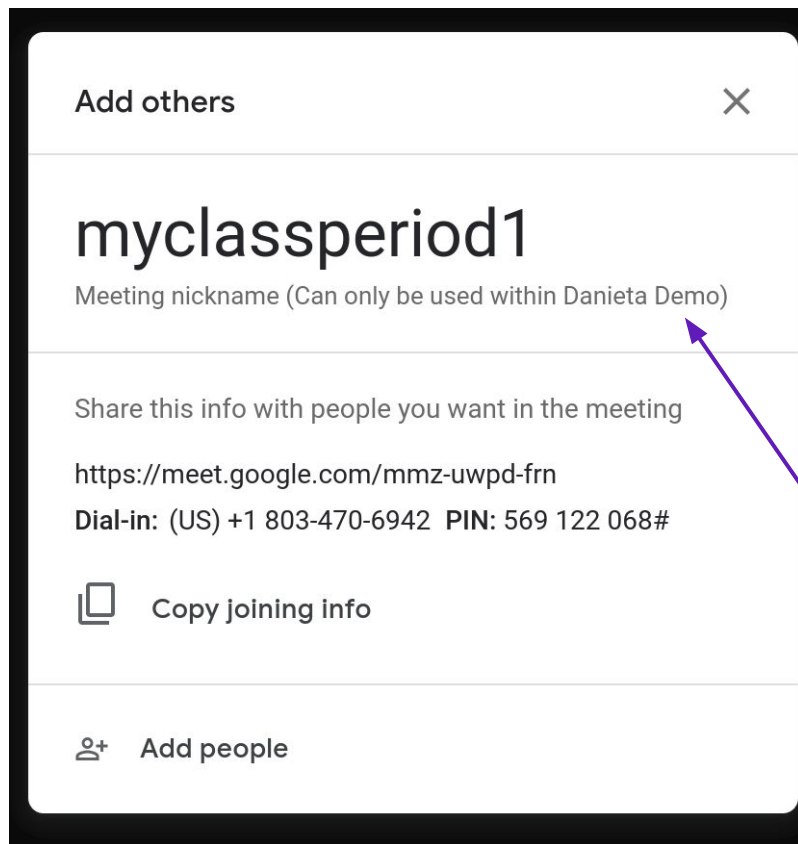 Add others
myclassperiod1
Meeting nickname (Can only be used within Danieta Demo)
Share this info with people you want in the meeting
https://meet.google.com/mmz-uwpd-frn
Dial-in: (US) +1 803-470-6942 PIN: 569 122 068#
Copy joining info
Add people